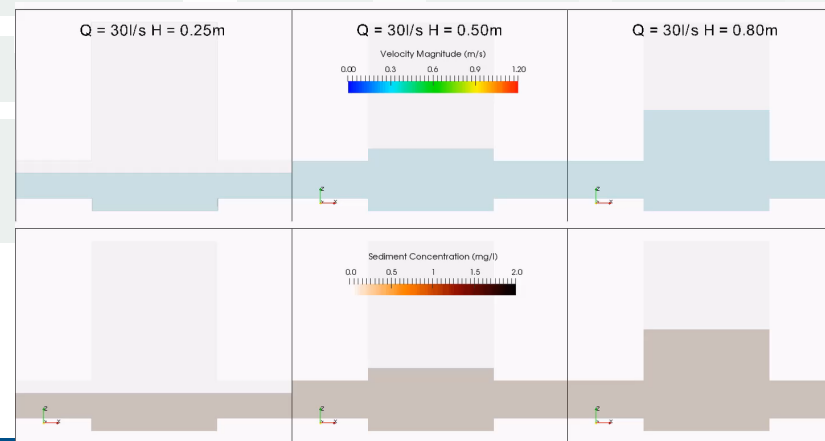 Q = 30l/s H = 0.25m
Q = 30l/s H = 0.50m
Q = 30l/s H = 0.80m
Velocity Magnitude (m/s)
0.00 0.3 0.6 0.9 1.20
Z
X
Z
X
Sediment Concentration (mg/l)
0.0 0.5 1 1.5 2.0
Z
X
Z
X
Z
X